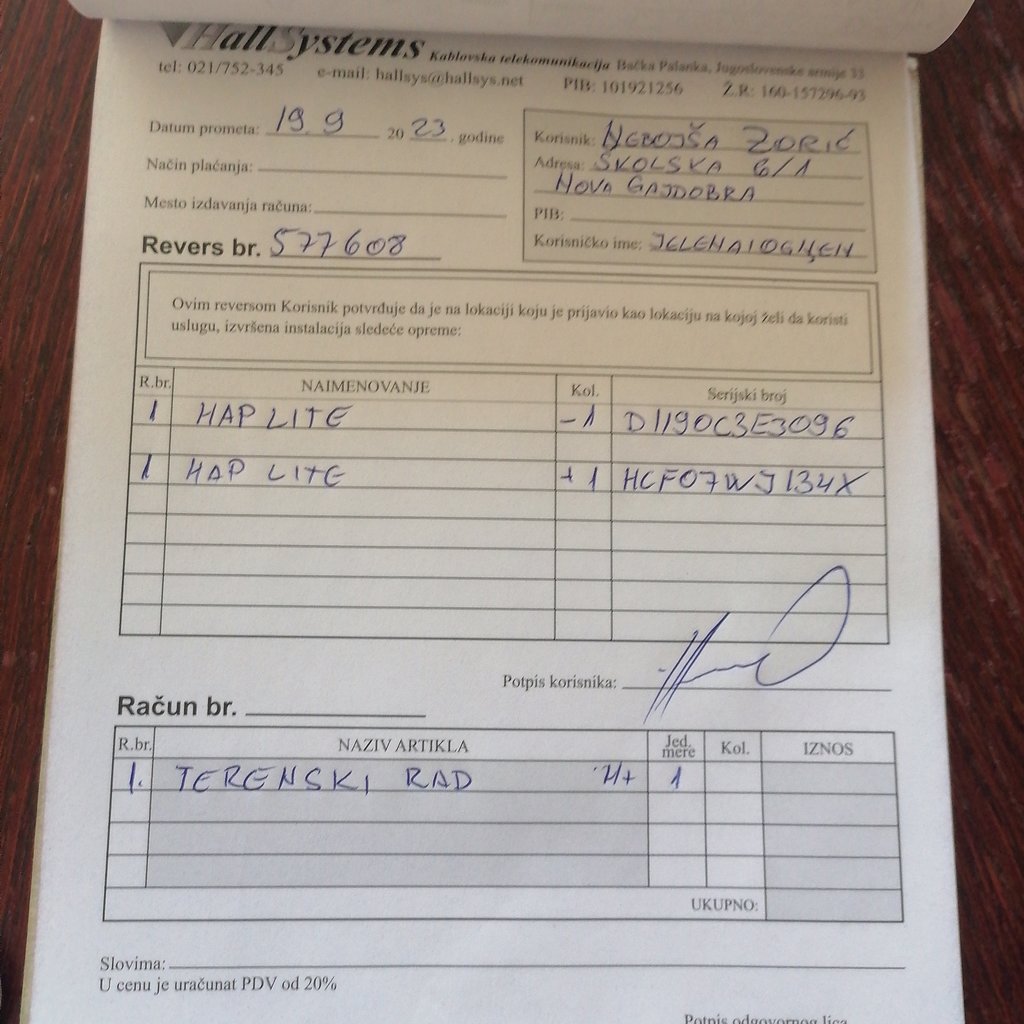 HallSystems Kablovska telekomunikacija Bačka Palanka, Jugoslovenske armije 33
tel: 021/752-345 e-mail: hallsys@hallsys.net PIB: 101921256 Ž.R: 160-157296-93
Datum prometa: 19.9 2023. godine
Način plaćanja:
Mesto izdavanja računa:
Revers br. 577608
Korisnik: NEBOJŠA ZORIĆ
Adresa: ŠKOLSKA 6/1
NOVA GAJDOBRA
PIB:
Korisničko ime: JELENAIOGNJEN
Ovim reversom Korisnik potvrđuje da je na lokaciji koju je prijavio kao lokaciju na kojoj želi da koristi
uslugu, izvršena instalacija sledeće opreme:
R.br. NAIMENOVANJE Kol. Serijski broj
1 HAP LITE -1 D1190C3E3096
1 HAP LITE +1 HCF07WJ134X
Potpis korisnika:
Račun br.
R.br. NAZIV ARTIKLA Jed. mere Kol. IZNOS
1. TERENSKI RAD 1
UKUPNO:
Slovima:
U cenu je uračunat PDV od 20%
Potpis odgovornog lica